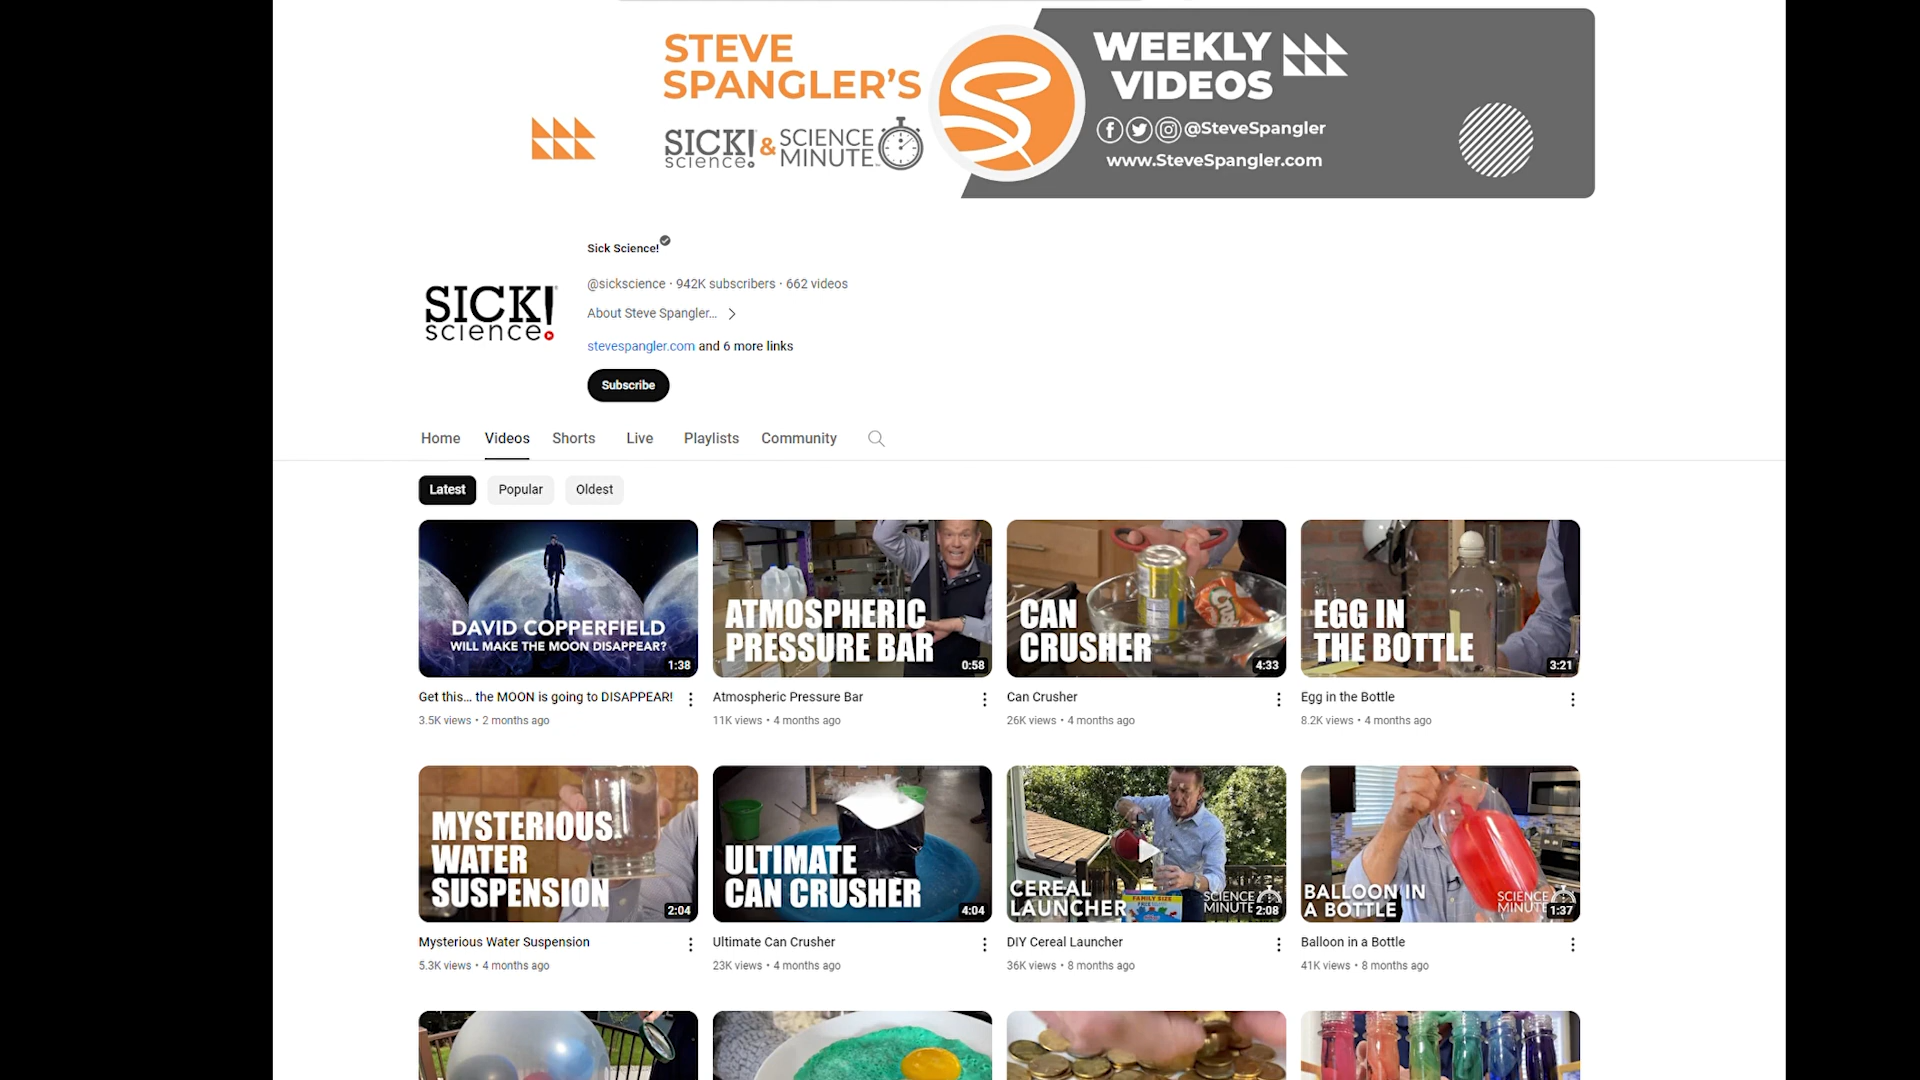 STEVE
SPANGLER'S
SICK!
science.
&
SCIENCE
MINUTE
WEEKLY
VIDEOS
@SteveSpangler
www.SteveSpangler.com
Sick Science!
@sickscience · 942K subscribers · 662 videos
About Steve Spangler...
stevespangler.com and 6 more links
SICK!
science.
Subscribe
Home Videos Shorts Live Playlists Community
Latest Popular Oldest
DAVID COPPERFIELD
WILL MAKE THE MOON DISAPPEAR?
1:38
ATMOSPHERIC
PRESSURE BAR
0:58
CAN
CRUSHER
Crush
4:33
EGG IN
THE BOTTLE
3:21
Get this... the MOON is going to DISAPPEAR!
3.5K views • 2 months ago
Atmospheric Pressure Bar
11K views • 4 months ago
Can Crusher
26K views • 4 months ago
Egg in the Bottle
8.2K views • 4 months ago
MYSTERIOUS
WATER
SUSPENSION
2:04
ULTIMATE
CAN CRUSHER
4:04
CEREAL
LAUNCHER
FAMILY SIZE
SCIENCE
MINUTE
2:08
BALLOON IN
A BOTTLE
SCIENCE
MINUTE
1:37
Mysterious Water Suspension
5.3K views • 4 months ago
Ultimate Can Crusher
23K views • 4 months ago
DIY Cereal Launcher
36K views • 8 months ago
Balloon in a Bottle
41K views • 8 months ago